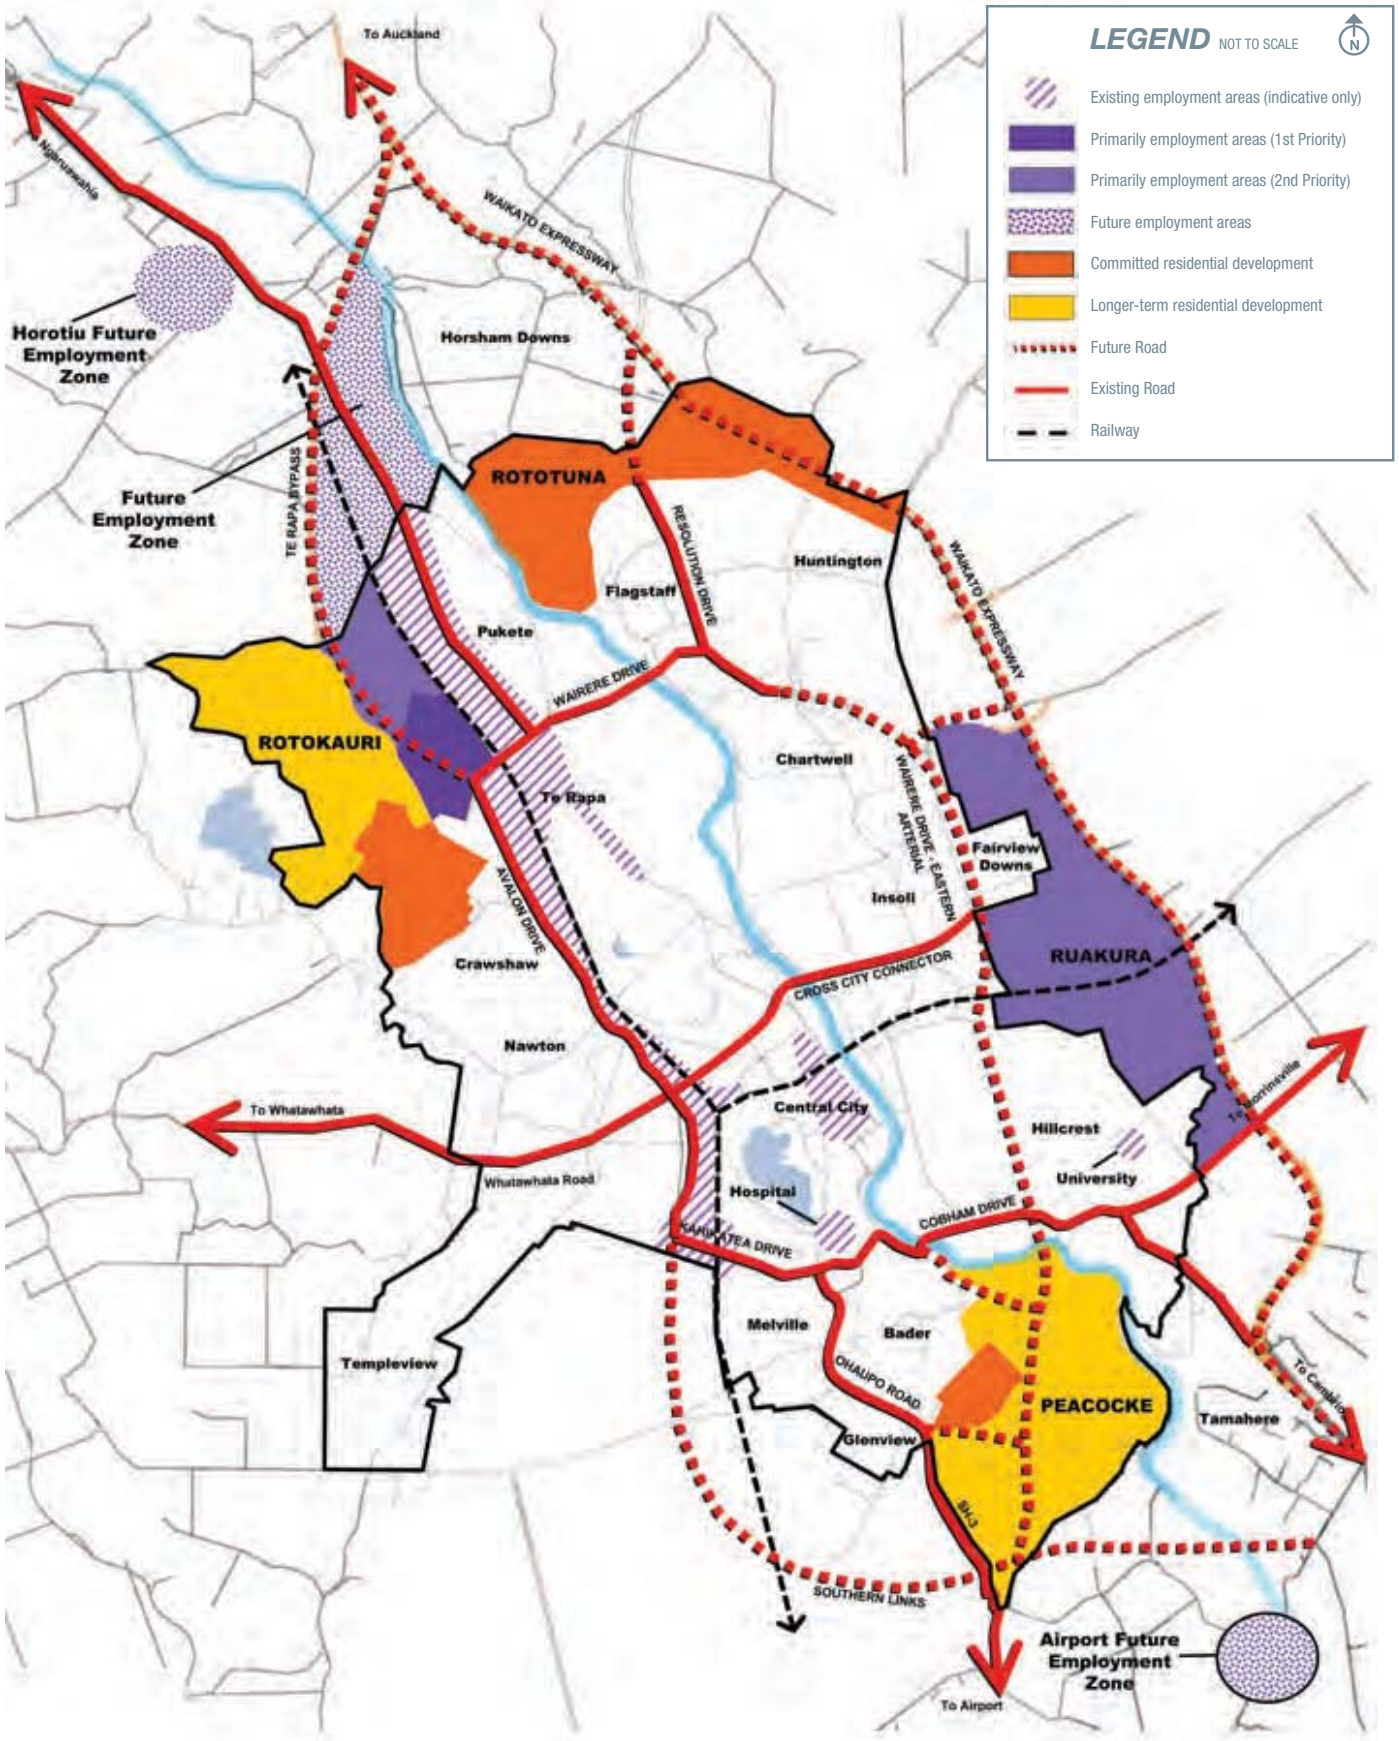 LEGEND NOT TO SCALE
N
Existing employment areas (indicative only)
Primarily employment areas (1st Priority)
Primarily employment areas (2nd Priority)
Future employment areas
Committed residential development
Longer-term residential development
Future Road
Existing Road
Railway
To Auckland
Ngaruawahia
WAIKATO EXPRESSWAY
Horotiu Future
Employment
Zone
Horsham Downs
Future
Employment
Zone
TE RAPA BYPASS
ROTOTUNA
RESOLUTION DRIVE
Huntington
Flagstaff
WAIKATO EXPRESSWAY
Pukete
WAIRERE DRIVE
ROTOKAURI
Chartwell
Te Rapa
WAIRERE DRIVE - EASTERN
ARTERIAL
Fairview
Downs
AVALON DRIVE
Insoll
RUAKURA
Crawshaw
CROSS CITY CONNECTOR
Nawton
Central City
To Whatawhata
To Morrinsville
Hillcrest
University
Whatawhata Road
Hospital
COBHAM DRIVE
KAHIKATEA DRIVE
Melville
Bader
Templeview
OHAUPO ROAD
PEACOCKE
Tamahere
Glenview
SH-3
SOUTHERN LINKS
Airport Future
Employment
Zone
To Airport